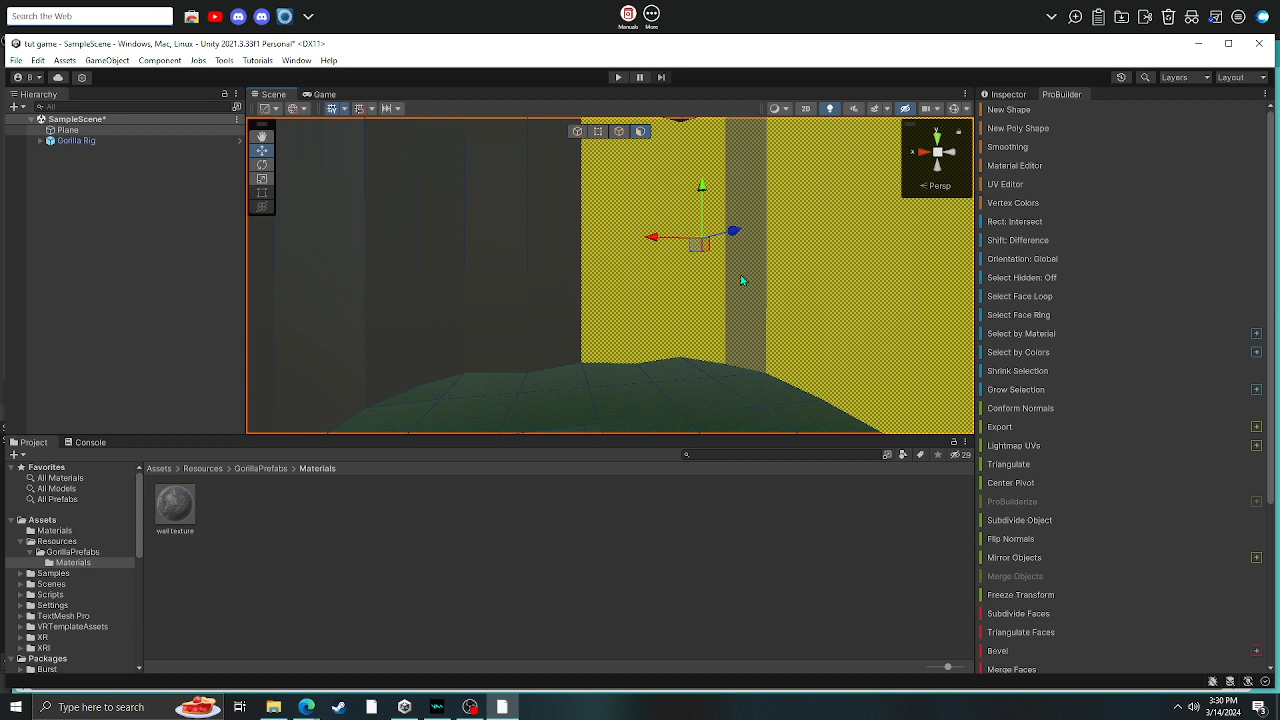 Search the Web
Manuals
More
tut game - SampleScene - Windows, Mac, Linux - Unity 2021.3.33f1 Personal* <DX11>
File Edit Assets GameObject Component Jobs Tools Tutorials Window Help
B
Layers
Layout
Hierarchy
All
SampleScene*
Plane
Gorilla Rig
Scene
Game
2D
y
x
Persp
Inspector
ProBuilder
New Shape
New Poly Shape
Smoothing
Material Editor
UV Editor
Vertex Colors
Rect: Intersect
Shift: Difference
Orientation: Global
Select Hidden: Off
Select Face Loop
Select Face Ring
Select by Material
Select by Colors
Shrink Selection
Grow Selection
Conform Normals
Export
Lightmap UVs
Triangulate
Center Pivot
ProBuilderize
Subdivide Object
Flip Normals
Mirror Objects
Merge Objects
Freeze Transform
Subdivide Faces
Triangulate Faces
Bevel
Merge Faces
Project
Console
29
Favorites
All Materials
All Models
All Prefabs
Assets
Materials
Resources
GorillaPrefabs
Materials
Samples
Scenes
Scripts
Settings
TextMesh Pro
VRTemplateAssets
XR
XRI
Packages
Burst
Assets > Resources > GorillaPrefabs > Materials
wall texture
Type here to search
3:30 PM
3/14/2024